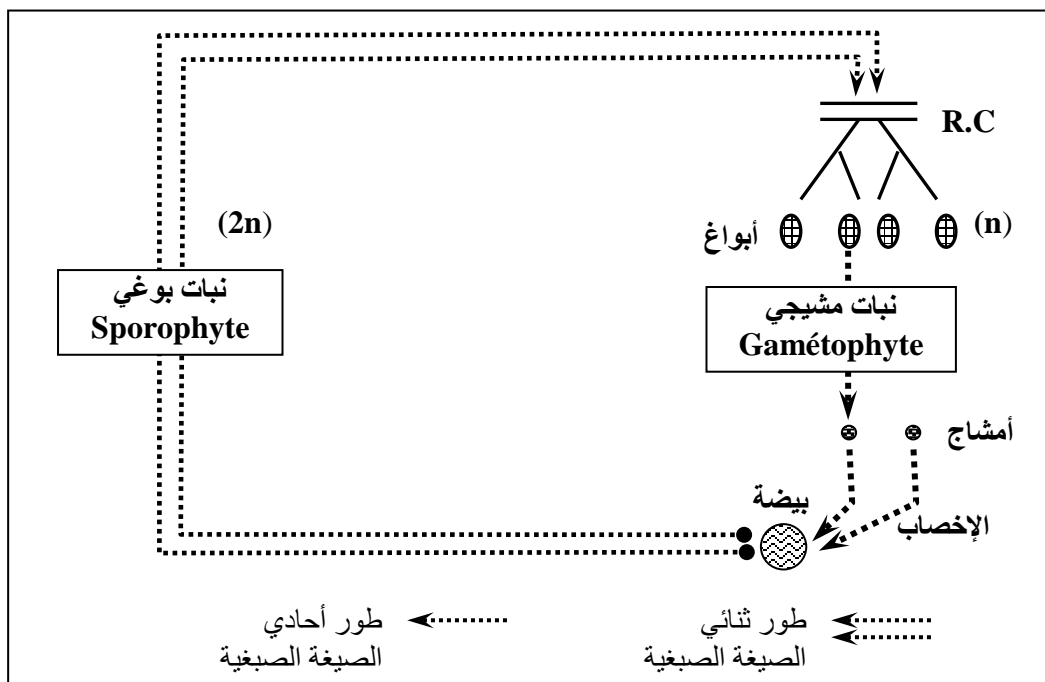 R.C
(2n)
(n)
أبواغ
نبات بوغي
Sporophyte
نبات مشيجي
Gamétophyte
أمشاج
بيضة
الإخصاب
طور ثنائي
الصيغة الصبغية
طور أحادي
الصيغة الصبغية